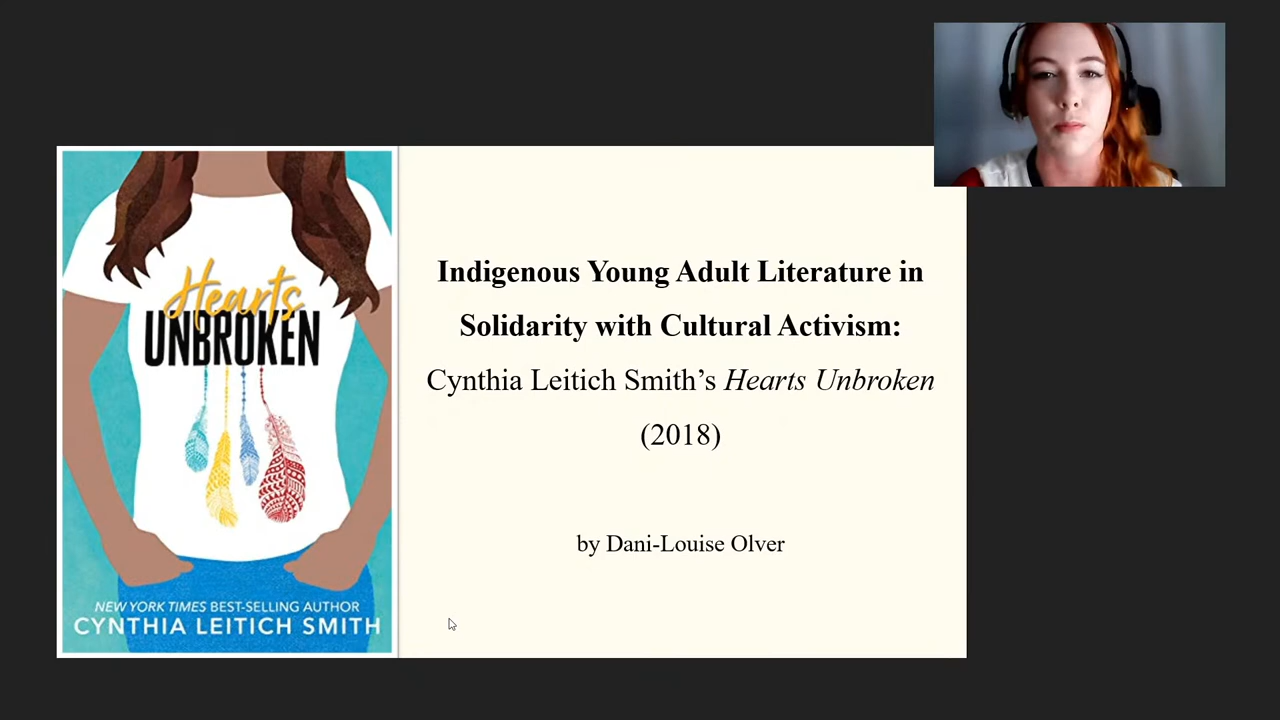 Hearts
UNBROKEN
NEW YORK TIMES BEST-SELLING AUTHOR
CYNTHIA LEITICH SMITH
Indigenous Young Adult Literature in
Solidarity with Cultural Activism:
Cynthia Leitich Smith’s Hearts Unbroken
(2018)
by Dani-Louise Olver